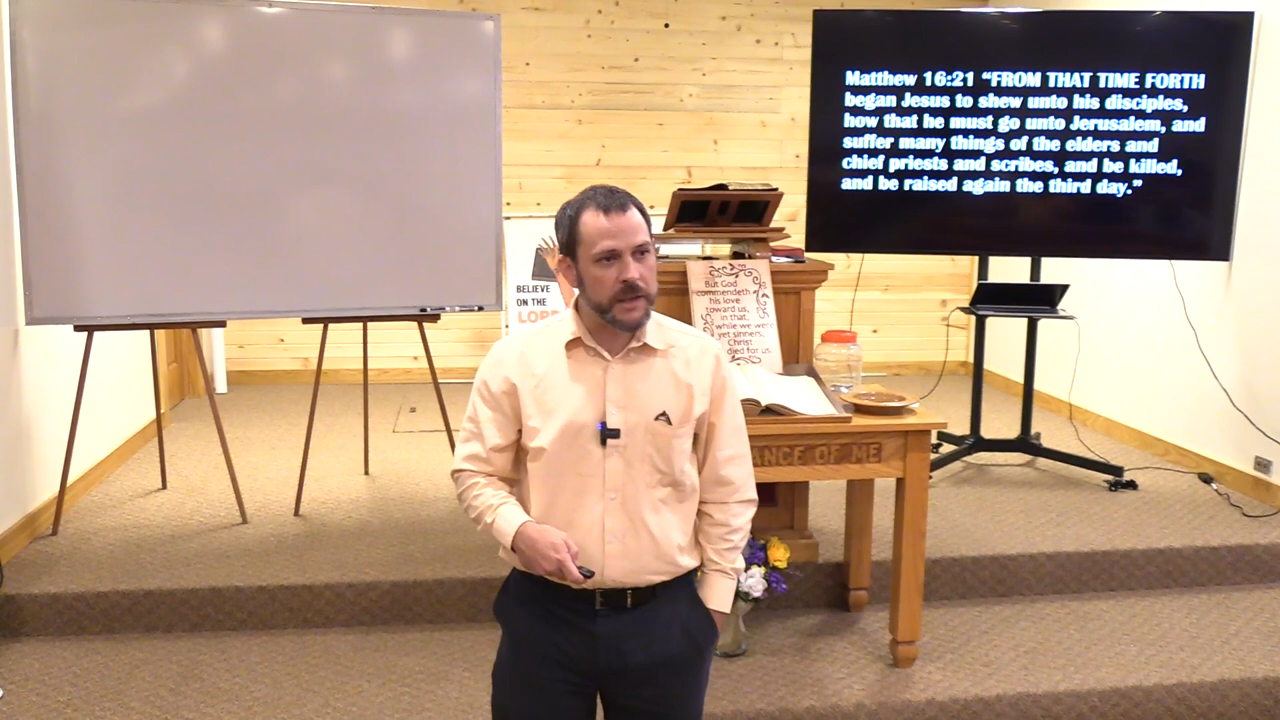 Matthew 16:21 “FROM THAT TIME FORTH
began Jesus to shew unto his disciples,
how that he must go unto Jerusalem, and
suffer many things of the elders and
chief priests and scribes, and be killed,
and be raised again the third day.”
BELIEVE
ON THE
LORD
But God
commendeth
his love
toward us,
in that,
while we were
yet sinners,
Christ
died for us.
ANCE OF ME